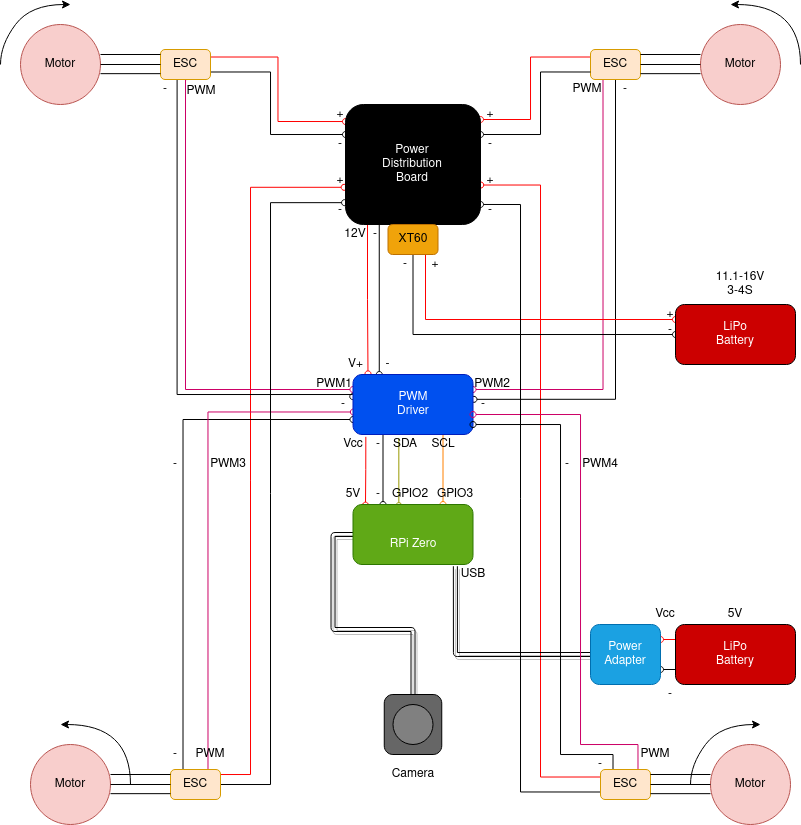 Motor
ESC
ESC
Motor
- PWM
PWM -
+
-
+
-
Power
Distribution
Board
+
-
+
-
12V -
XT60
- +
11.1-16V
3-4S
+
-
LiPo
Battery
V+ -
PWM1
-
PWM
Driver
PWM2
-
Vcc - SDA SCL
- PWM3
- PWM4
5V - GPIO2 GPIO3
RPi Zero
USB
Vcc 5V
Power
Adapter
LiPo
Battery
-
- PWM
Camera
- PWM
Motor
ESC
ESC
Motor